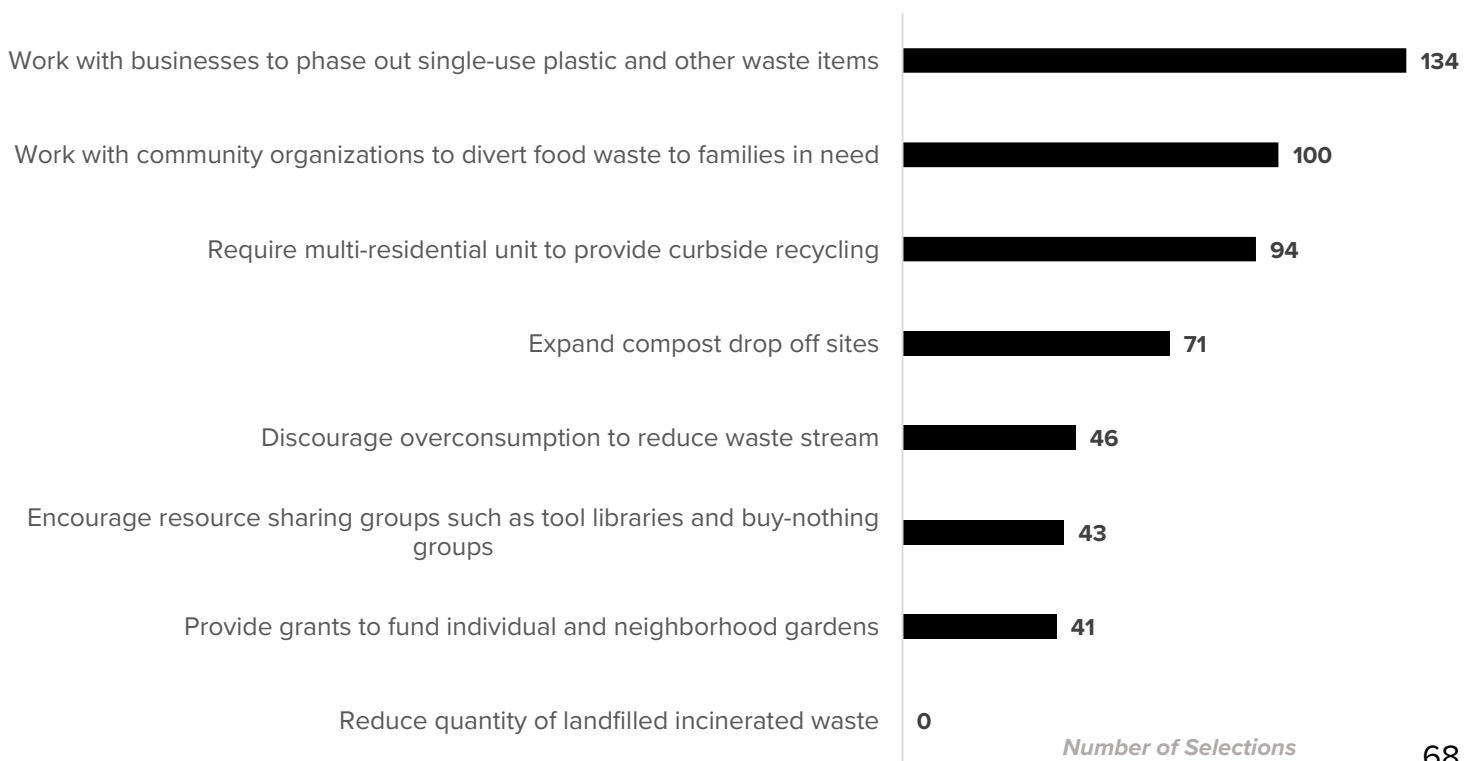 Work with businesses to phase out single-use plastic and other waste items 134
Work with community organizations to divert food waste to families in need 100
Require multi-residential unit to provide curbside recycling 94
Expand compost drop off sites 71
Discourage overconsumption to reduce waste stream 46
Encourage resource sharing groups such as tool libraries and buy-nothing
groups 43
Provide grants to fund individual and neighborhood gardens 41
Reduce quantity of landfilled incinerated waste 0
Number of Selections
68